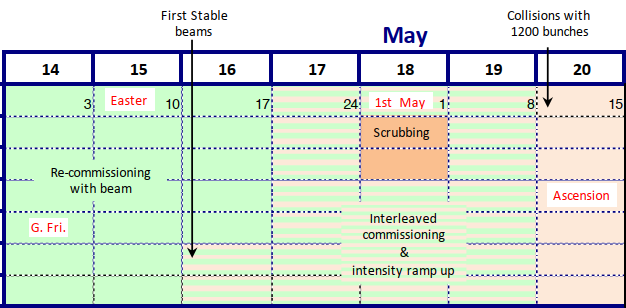 First Stable
beams
Collisions with
1200 bunches
May
14 15 16 17 18 19 20
3 Easter 10 17 24 1st May 1 8 15
Scrubbing
Re-commissioning
with beam
Ascension
G. Fri.
Interleaved
commissioning
&
intensity ramp up